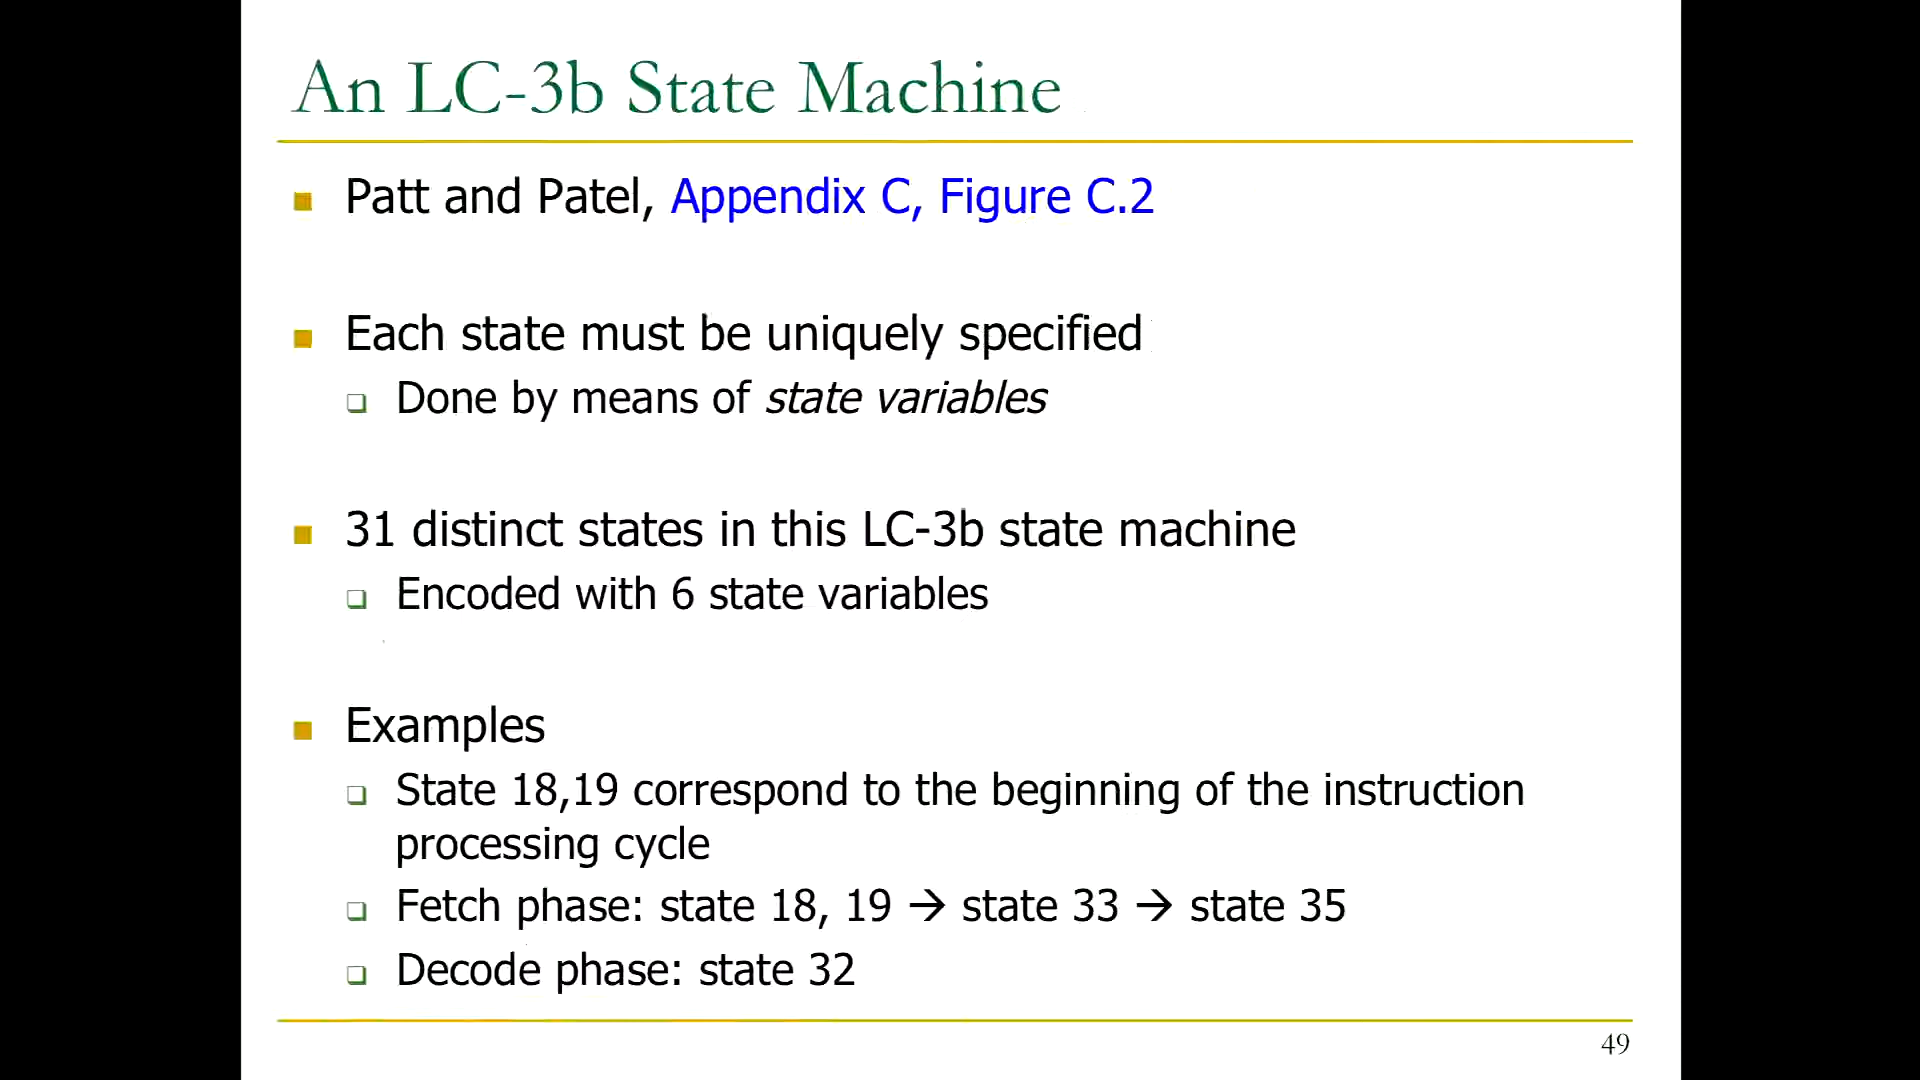 An LC-3b State Machine
Patt and Patel, Appendix C, Figure C.2
Each state must be uniquely specified
Done by means of state variables
31 distinct states in this LC-3b state machine
Encoded with 6 state variables
Examples
State 18,19 correspond to the beginning of the instruction
processing cycle
Fetch phase: state 18, 19 → state 33 → state 35
Decode phase: state 32
49